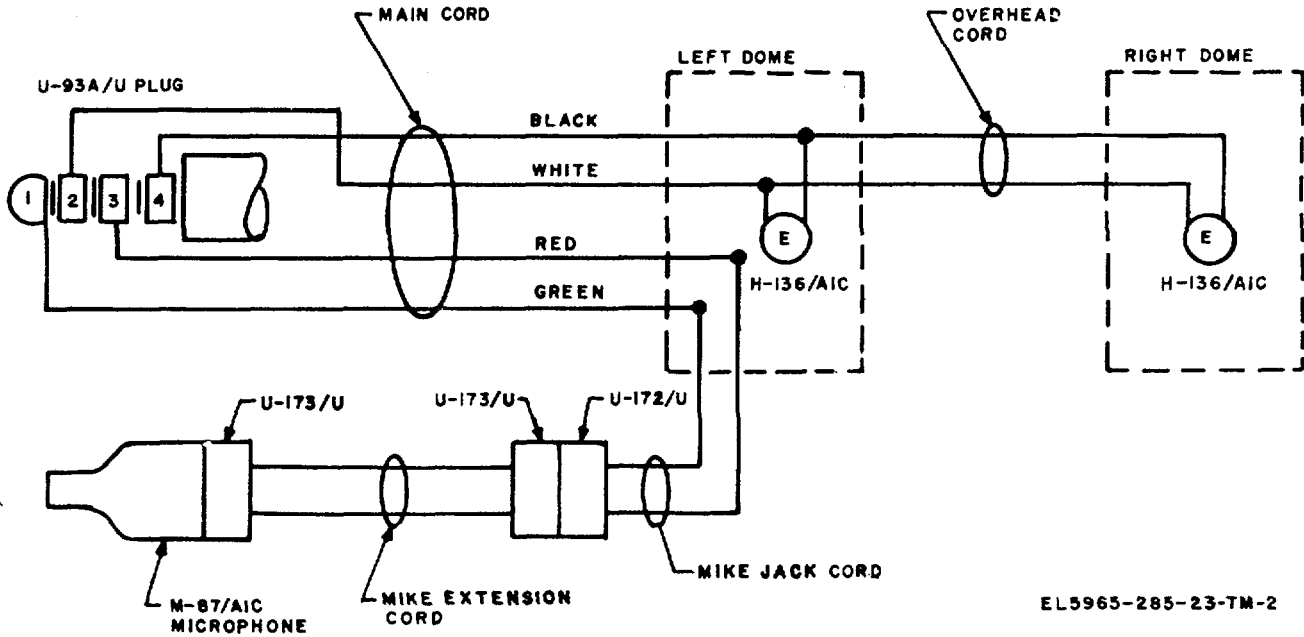 MAIN CORD
OVERHEAD
CORD
LEFT DOME
RIGHT DOME
U-93A/U PLUG
BLACK
WHITE
1 2 3 4
E
E
RED
H-136/AIC
H-136/AIC
GREEN
U-173/U
U-173/U
U-172/U
MIKE JACK CORD
M-87/AIC
MICROPHONE
MIKE EXTENSION
CORD
EL5965-285-23-TM-2